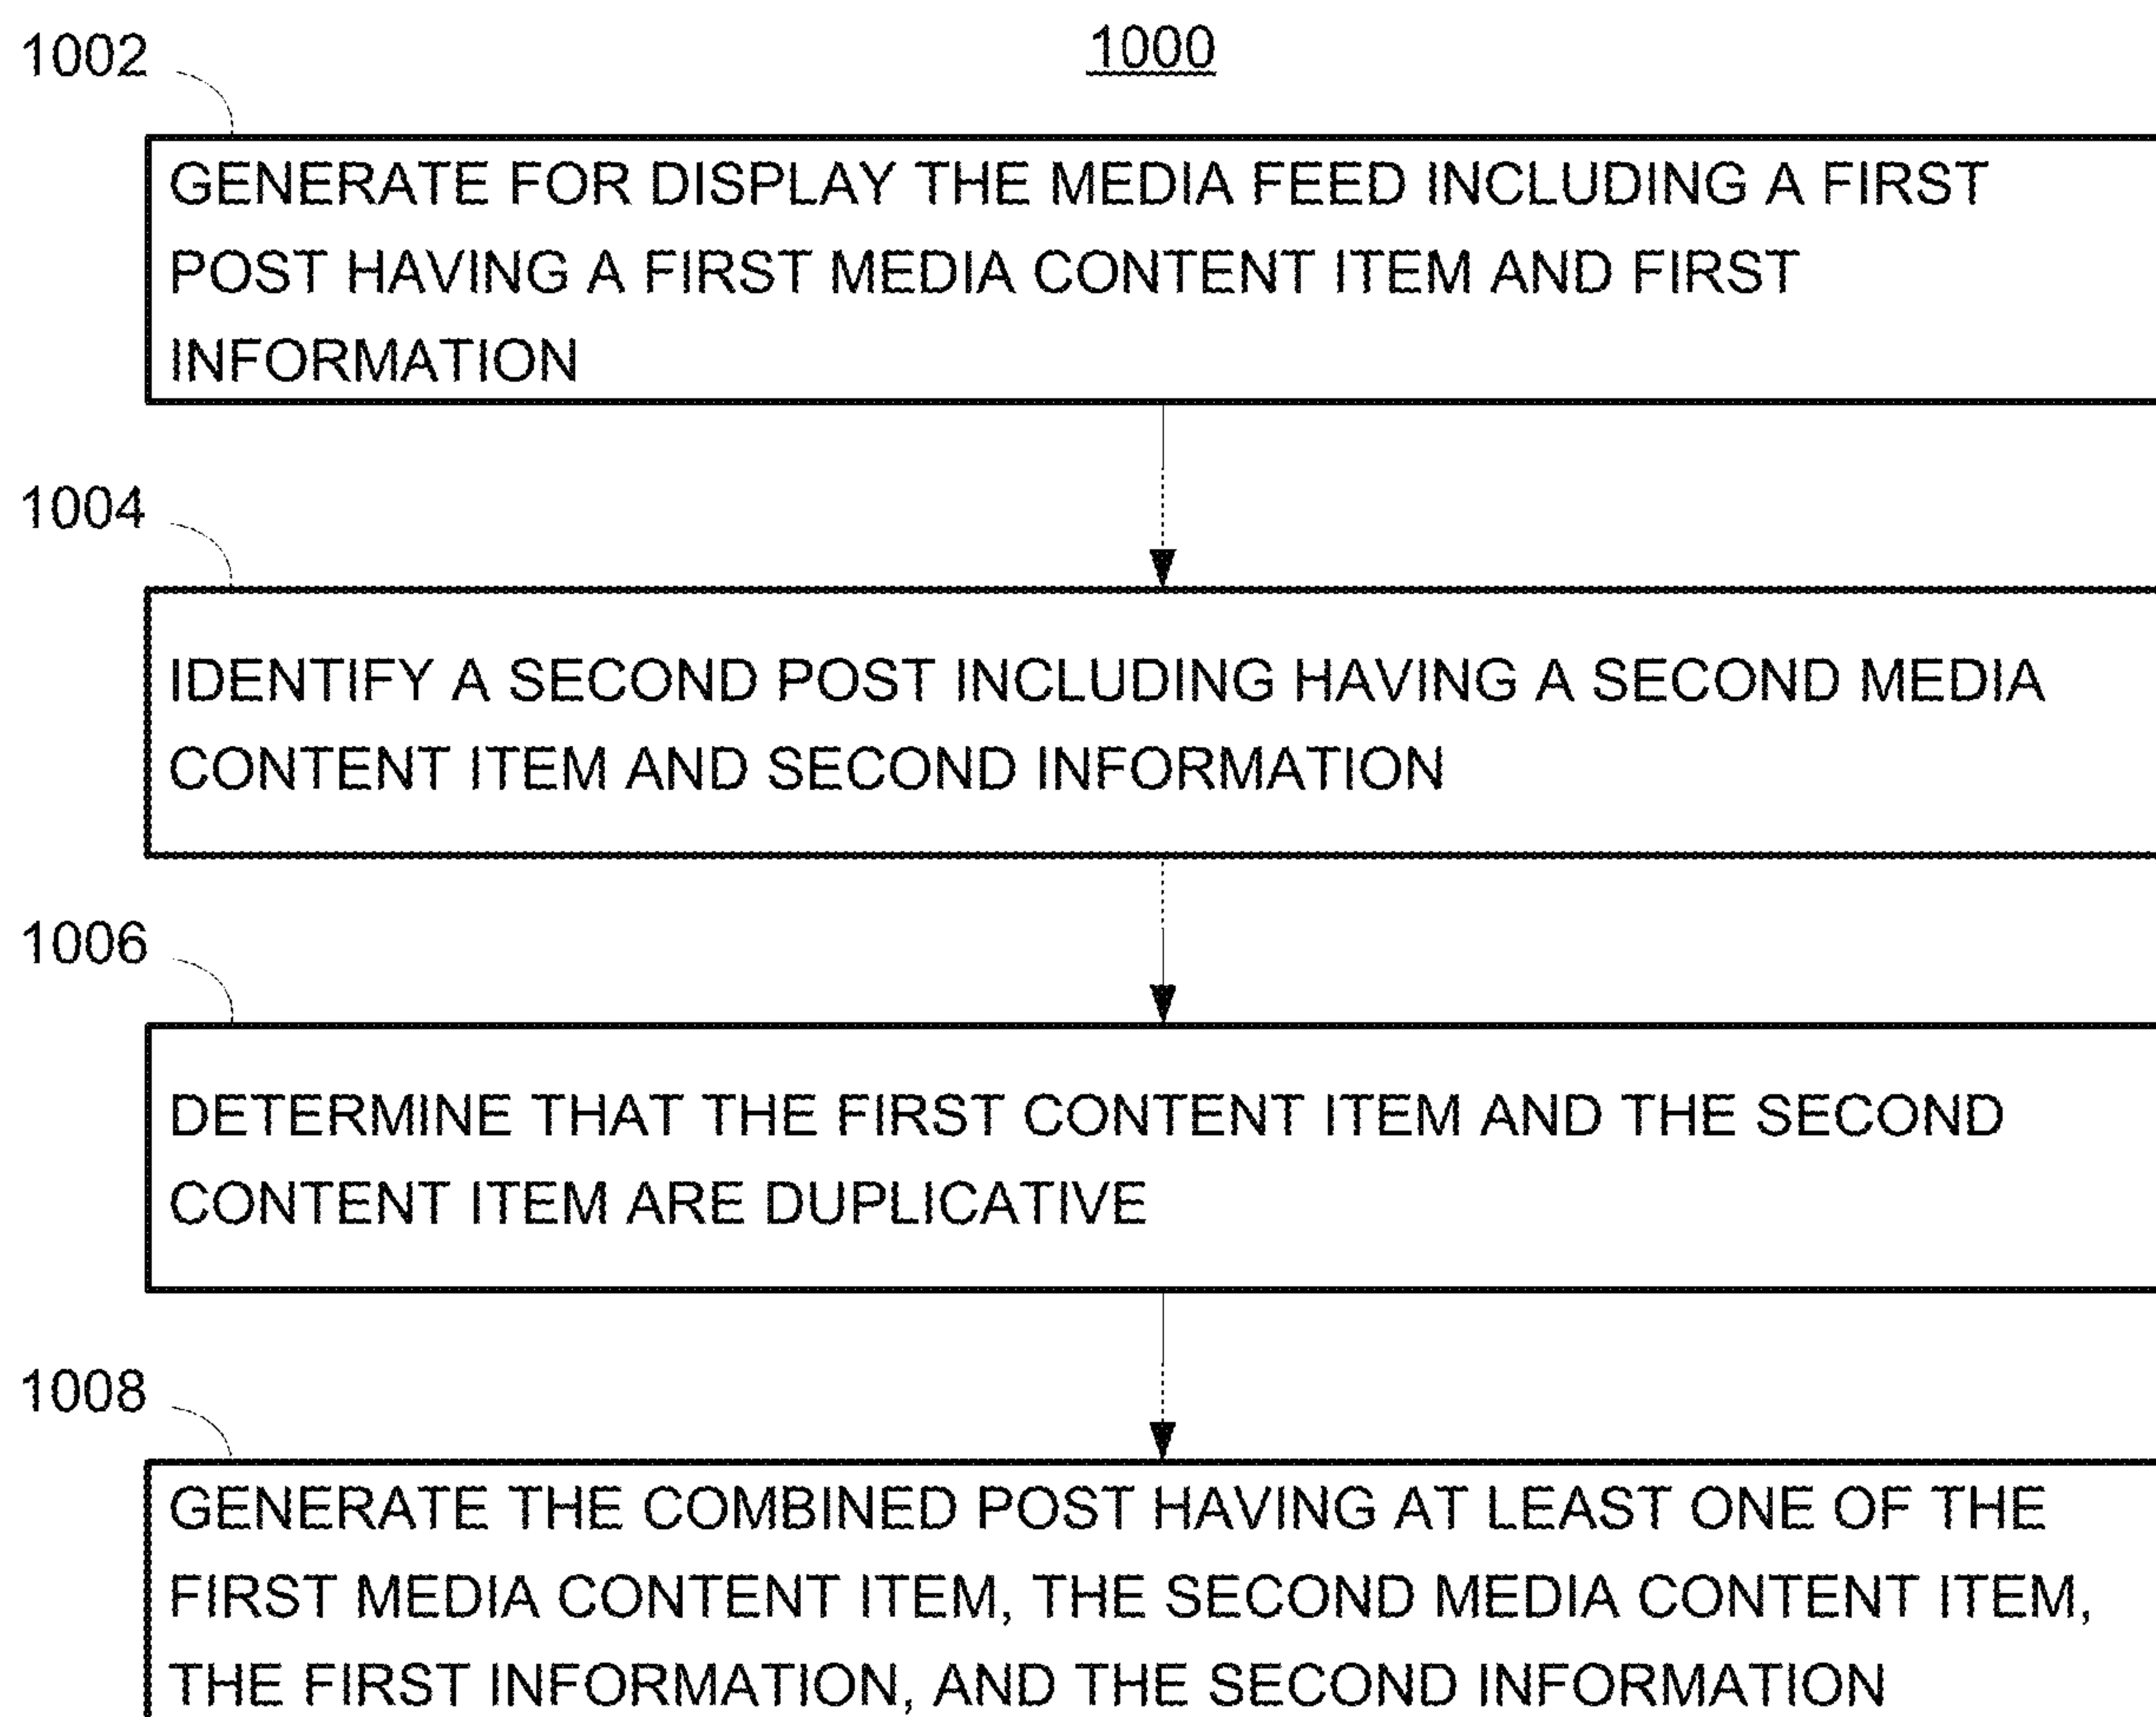 1002
1000
GENERATE FOR DISPLAY THE MEDIA FEED INCLUDING A FIRST
POST HAVING A FIRST MEDIA CONTENT ITEM AND FIRST
INFORMATION
1004
IDENTIFY A SECOND POST INCLUDING HAVING A SECOND MEDIA
CONTENT ITEM AND SECOND INFORMATION
1006
DETERMINE THAT THE FIRST CONTENT ITEM AND THE SECOND
CONTENT ITEM ARE DUPLICATIVE
1008
GENERATE THE COMBINED POST HAVING AT LEAST ONE OF THE
FIRST MEDIA CONTENT ITEM, THE SECOND MEDIA CONTENT ITEM,
THE FIRST INFORMATION, AND THE SECOND INFORMATION